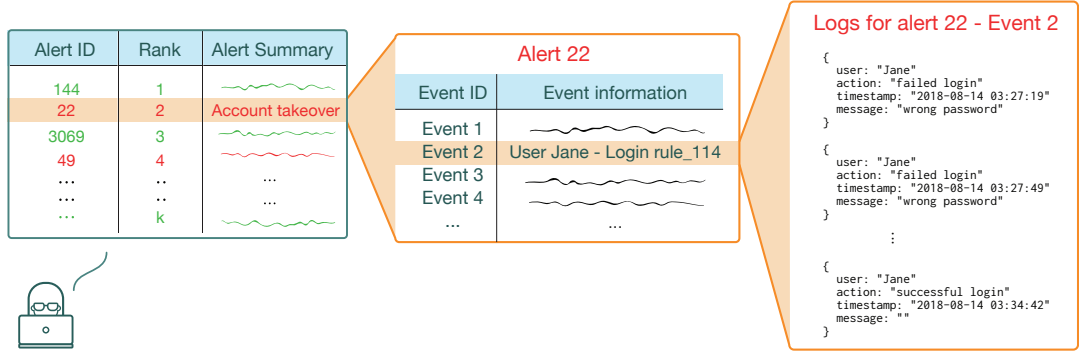 Alert ID Rank Alert Summary
144 1
22 2 Account takeover
3069 3
49 4
... .. ...
... .. ...
... k
Alert 22
Event ID Event information
Event 1
Event 2 User Jane - Login rule_114
Event 3
Event 4
... ...
Logs for alert 22 - Event 2
{
user: "Jane"
action: "failed login"
timestamp: "2018-08-14 03:27:19"
message: "wrong password"
}
{
user: "Jane"
action: "failed login"
timestamp: "2018-08-14 03:27:49"
message: "wrong password"
}
⋮
{
user: "Jane"
action: "successful login"
timestamp: "2018-08-14 03:34:42"
message: ""
}